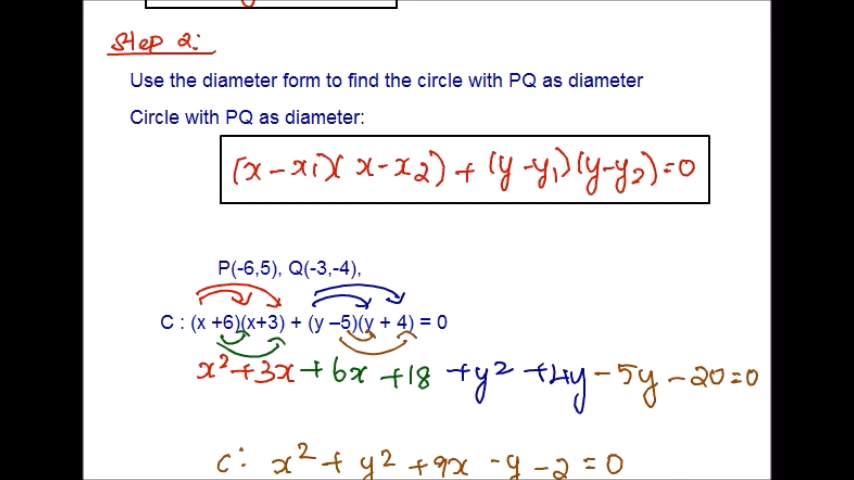 Step 2:
Use the diameter form to find the circle with PQ as diameter
Circle with PQ as diameter:
(x - x1)(x - x2) + (y - y1)(y - y2) = 0
P(-6,5), Q(-3,-4),
C : (x +6)(x+3) + (y –5)(y + 4) = 0
x² + 3x + 6x + 18 + y² + 4y - 5y - 20 = 0
C: x² + y² + 9x - y - 2 = 0